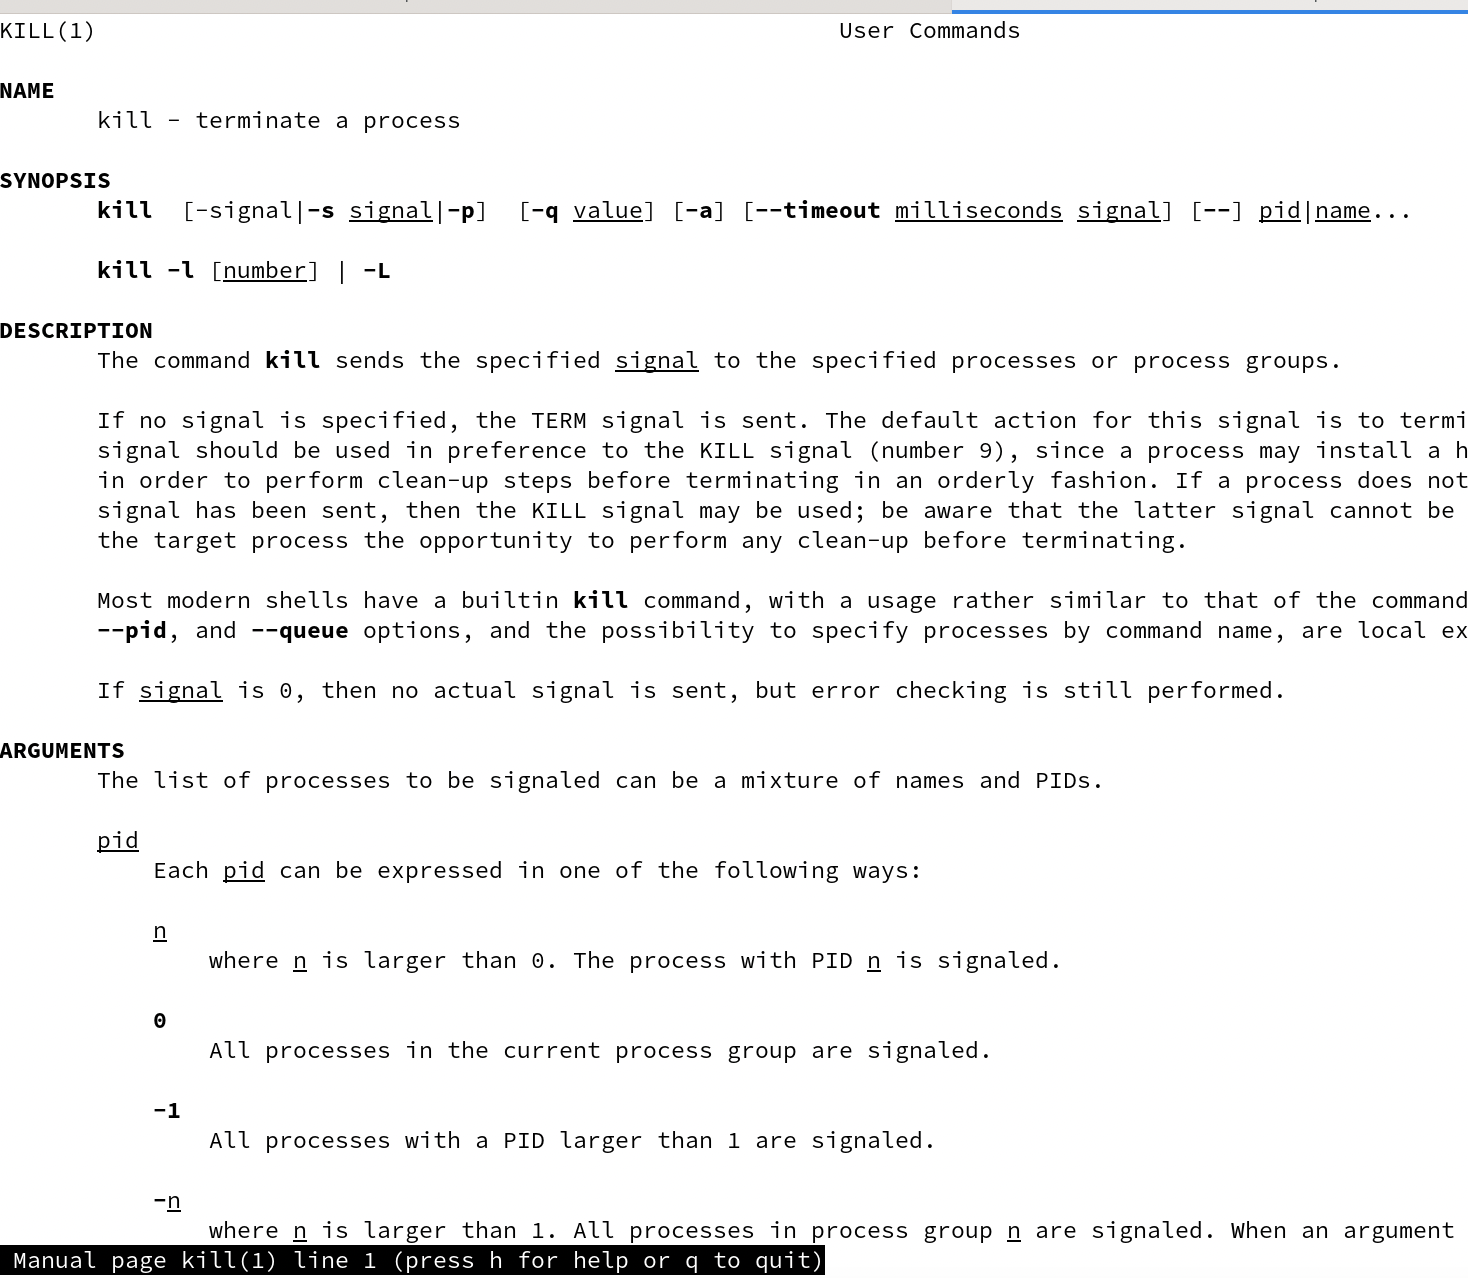 KILL(1) User Commands
NAME
kill - terminate a process
SYNOPSIS
kill [-signal|-s signal|-p] [-q value] [-a] [--timeout milliseconds signal] [--] pid|name...
kill -l [number] | -L
DESCRIPTION
The command kill sends the specified signal to the specified processes or process groups.
If no signal is specified, the TERM signal is sent. The default action for this signal is to termi
signal should be used in preference to the KILL signal (number 9), since a process may install a h
in order to perform clean-up steps before terminating in an orderly fashion. If a process does not
signal has been sent, then the KILL signal may be used; be aware that the latter signal cannot be
the target process the opportunity to perform any clean-up before terminating.
Most modern shells have a builtin kill command, with a usage rather similar to that of the command
--pid, and --queue options, and the possibility to specify processes by command name, are local ex
If signal is 0, then no actual signal is sent, but error checking is still performed.
ARGUMENTS
The list of processes to be signaled can be a mixture of names and PIDs.
pid
Each pid can be expressed in one of the following ways:
n
where n is larger than 0. The process with PID n is signaled.
0
All processes in the current process group are signaled.
-1
All processes with a PID larger than 1 are signaled.
-n
where n is larger than 1. All processes in process group n are signaled. When an argument
Manual page kill(1) line 1 (press h for help or q to quit)